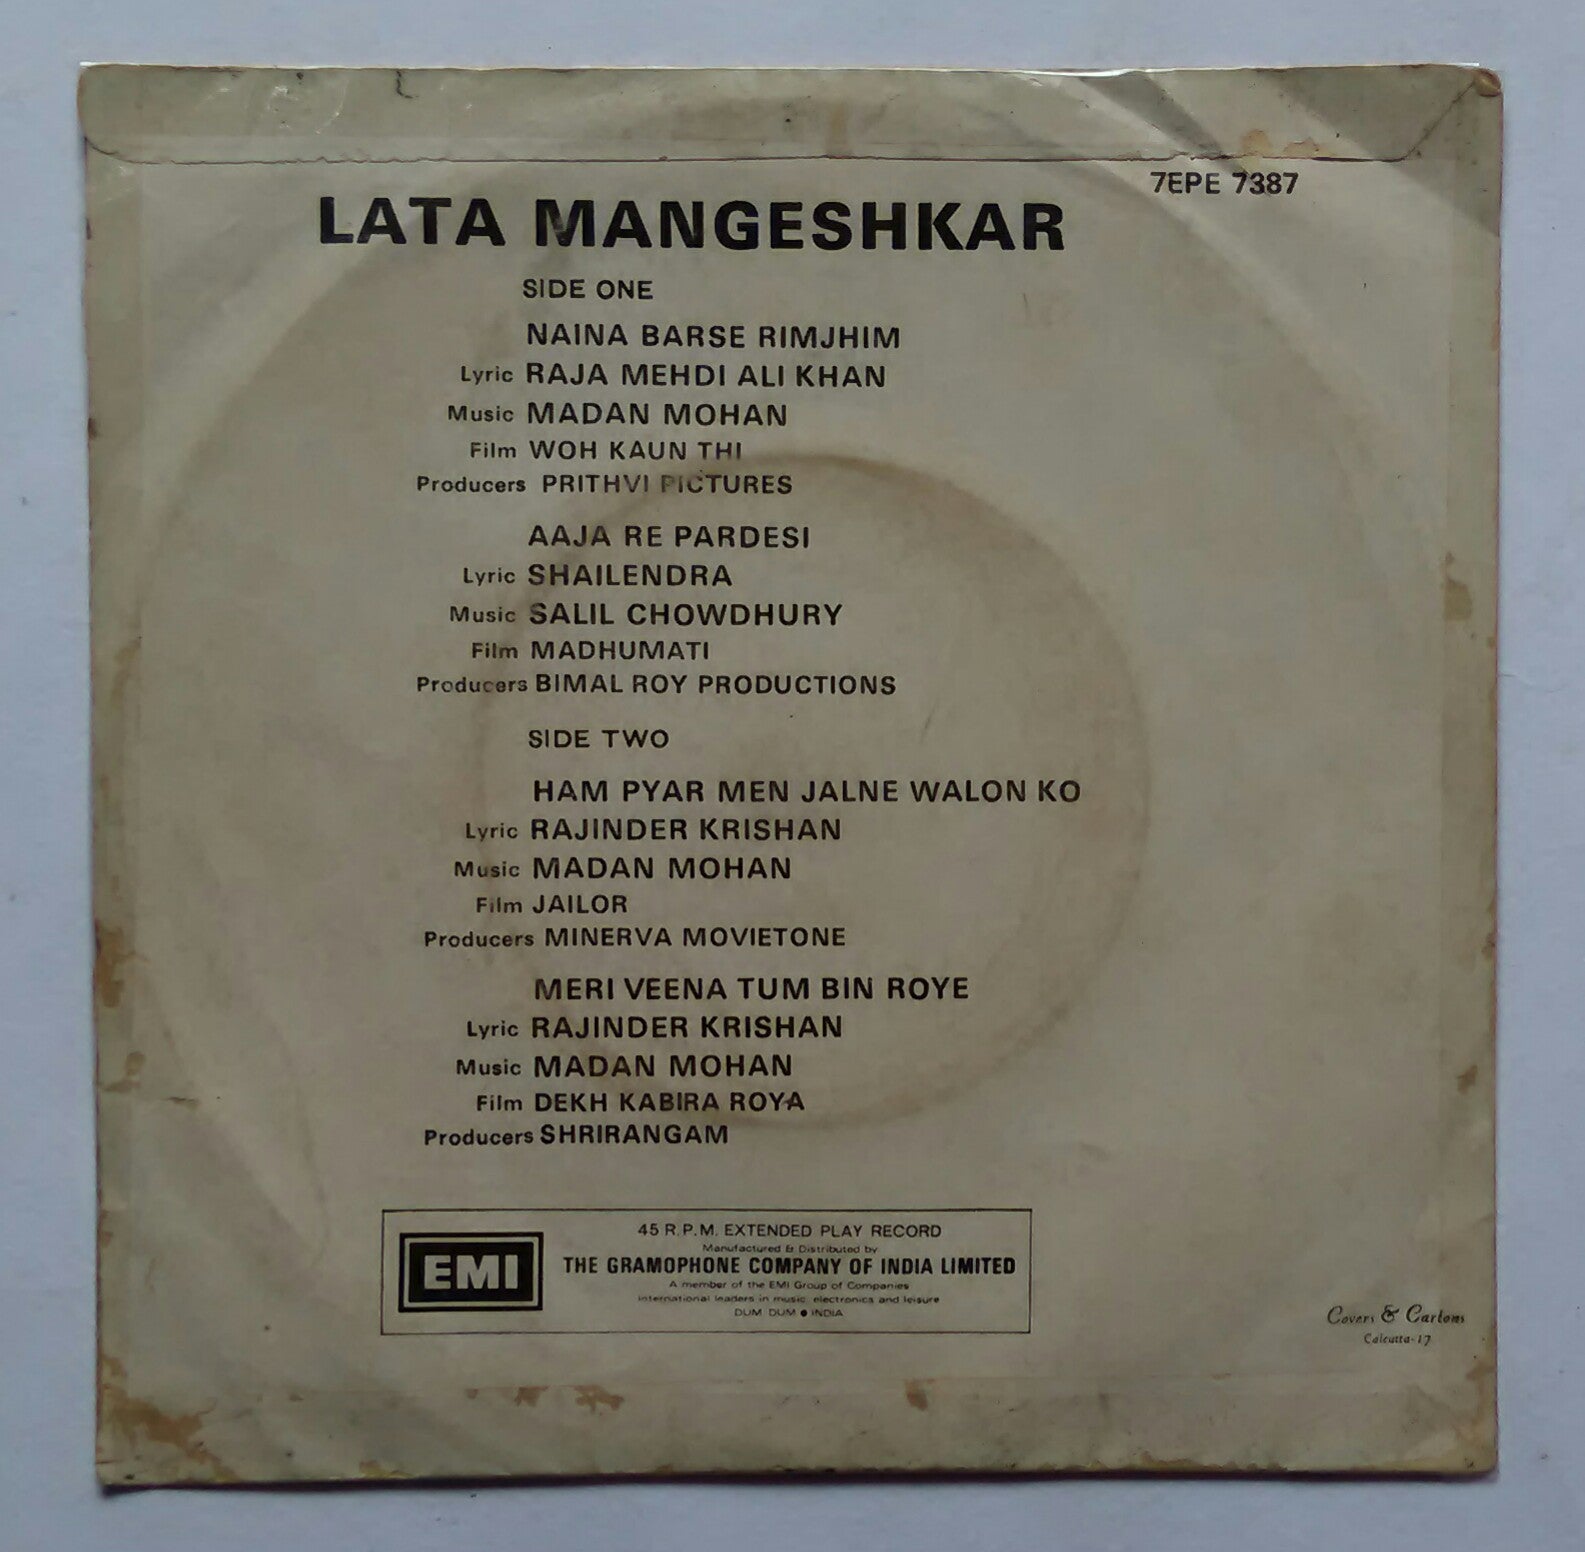 7EPE 7387
LATA MANGESHKAR
SIDE ONE
NAINA BARSE RIMJHIM
Lyric RAJA MEHDI ALI KHAN
Music MADAN MOHAN
Film WOH KAUN THI
Producers PRITHVI PICTURES
AAJA RE PARDESI
Lyric SHAILENDRA
Music SALIL CHOWDHURY
Film MADHUMATI
Producers BIMAL ROY PRODUCTIONS
SIDE TWO
HAM PYAR MEN JALNE WALON KO
Lyric RAJINDER KRISHAN
Music MADAN MOHAN
Film JAILOR
Producers MINERVA MOVIETONE
MERI VEENA TUM BIN ROYE
Lyric RAJINDER KRISHAN
Music MADAN MOHAN
Film DEKH KABIRA ROYA
Producers SHRIRANGAM
EMI
45 R.P.M. EXTENDED PLAY RECORD
Manufactured & Distributed by
THE GRAMOPHONE COMPANY OF INDIA LIMITED
A member of the EMI Group of Companies
International leaders in music, electronics and leisure
DUM DUM ● INDIA
Covers & Cartons
Calcutta-17